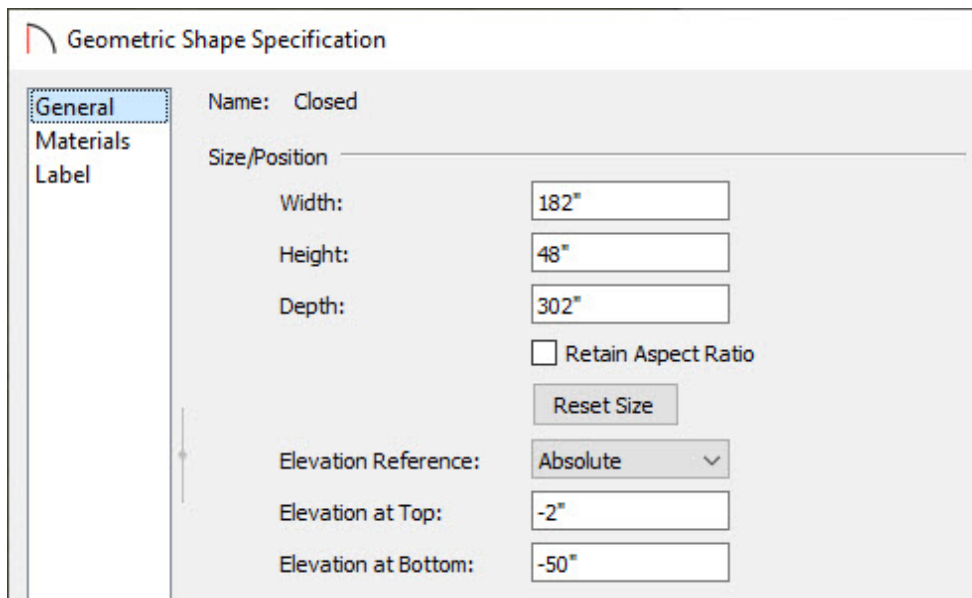 Geometric Shape Specification
General
Materials
Label
Name: Closed
Size/Position
Width: 182"
Height: 48"
Depth: 302"
Retain Aspect Ratio
Reset Size
Elevation Reference: Absolute
Elevation at Top: -2"
Elevation at Bottom: -50"